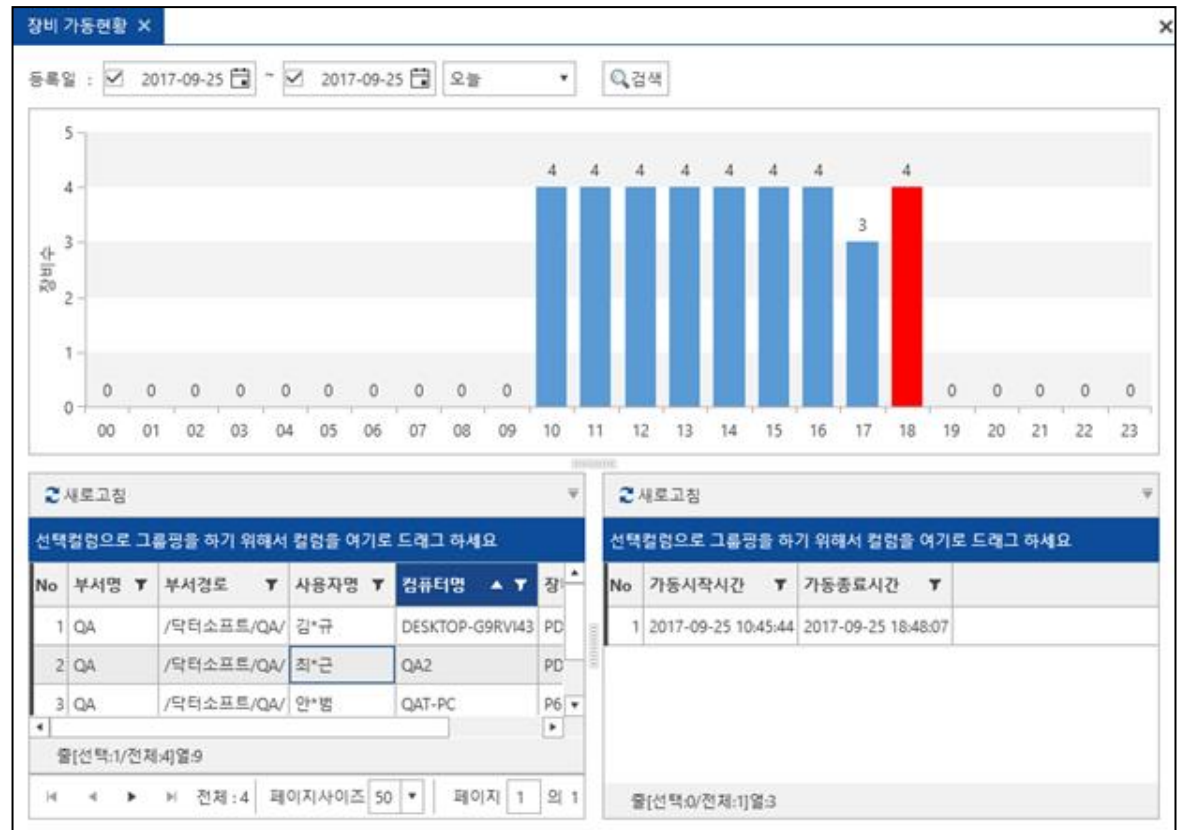 장비 가동현황 ×
×
등록일 : 2017-09-25 ~ 2017-09-25 오늘 검색
5
4
3
2
1
0
장비수
4 4 4 4 4 4 4 3 4
0 0 0 0 0 0 0 0 0 0 0 0 0 0 0
00 01 02 03 04 05 06 07 08 09 10 11 12 13 14 15 16 17 18 19 20 21 22 23
새로고침
선택컬럼으로 그룹핑을 하기 위해서 컬럼을 여기로 드래그 하세요
No 부서명 부서경로 사용자명 컴퓨터명
1 QA /닥터소프트/QA/ 김*규 DESKTOP-G9RVI43 PD
2 QA /닥터소프트/QA/ 최*근 QA2 PD
3 QA /닥터소프트/QA/ 안*범 QAT-PC P6
줄[선택:1/전체:4]열:9
전체 : 4 페이지사이즈 50 페이지 1 의 1
새로고침
선택컬럼으로 그룹핑을 하기 위해서 컬럼을 여기로 드래그 하세요
No 가동시작시간 가동종료시간
1 2017-09-25 10:45:44 2017-09-25 18:48:07
줄[선택:0/전체:1]열:3